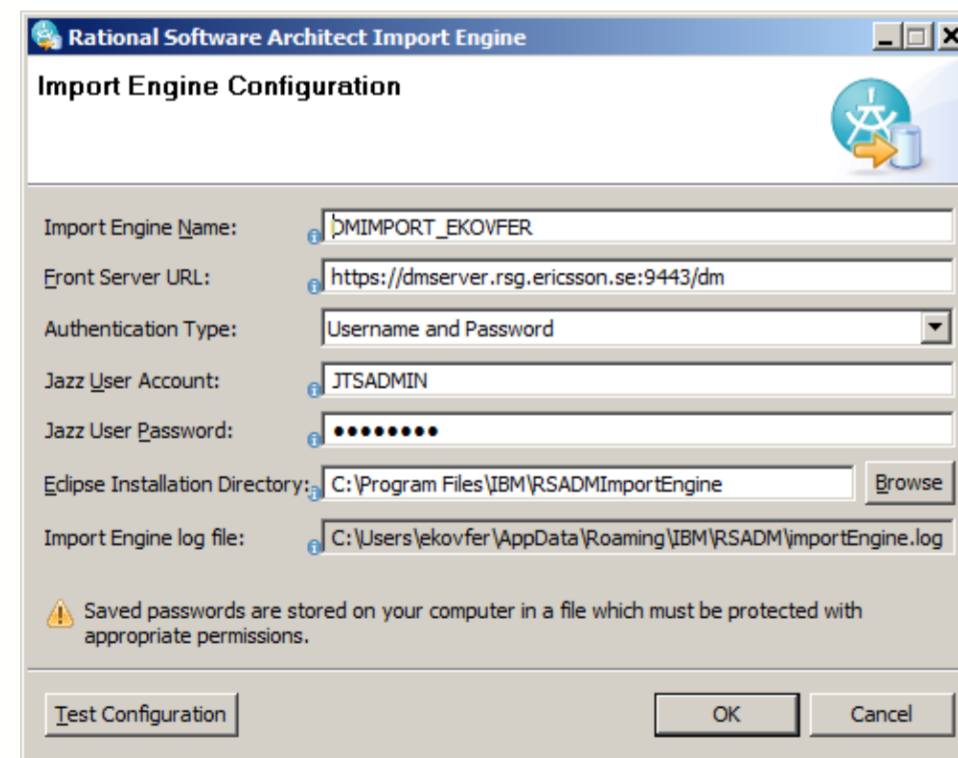 Rational Software Architect Import Engine
Import Engine Configuration
Import Engine Name: DMIMPORT_EKOVFER
Front Server URL: https://dmserver.rsg.ericsson.se:9443/dm
Authentication Type: Username and Password
Jazz User Account: JTSADMIN
Jazz User Password: ●●●●●●●●
Eclipse Installation Directory: C:\Program Files\IBM\RSADMImportEngine Browse
Import Engine log file: C:\Users\ekovfer\AppData\Roaming\IBM\RSADM\importEngine.log
Saved passwords are stored on your computer in a file which must be protected with
appropriate permissions.
Test Configuration OK Cancel